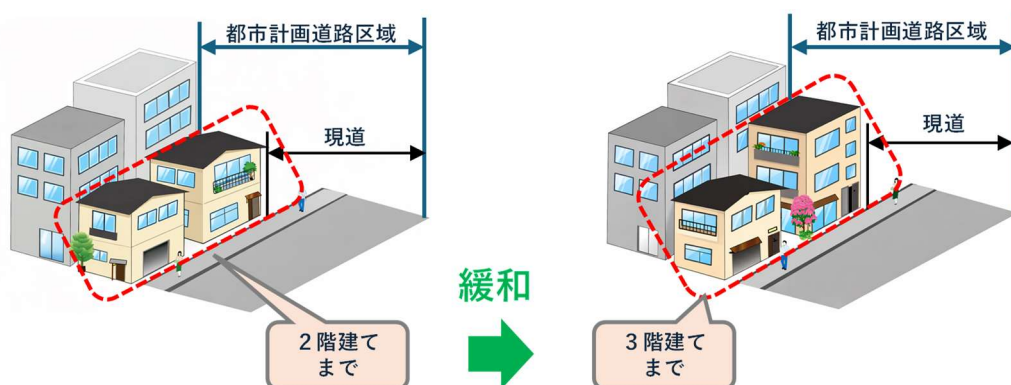 都市計画道路区域
現道
2階建て
まで
緩和
都市計画道路区域
現道
3階建て
まで